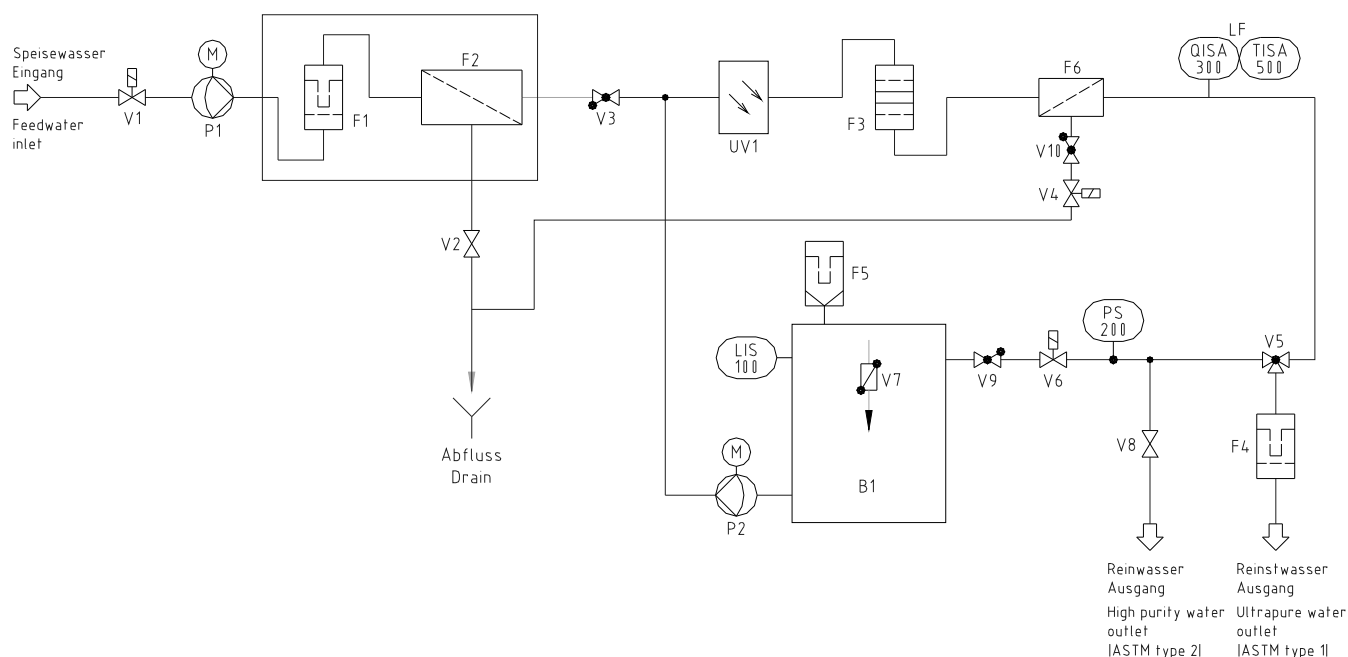 Speisewasser
Eingang
Feedwater
inlet
V1
M
P1
F1
F2
V3
UV1
F3
F6
LF
QISA
300
TISA
500
V10
V4
V2
F5
LIS
100
V7
B1
M
P2
V9
V6
PS
200
V5
V8
F4
Abfluss
Drain
Reinwasser
Ausgang
High purity water
outlet
|ASTM type 2|
Reinstwasser
Ausgang
Ultrapure water
outlet
|ASTM type 1|